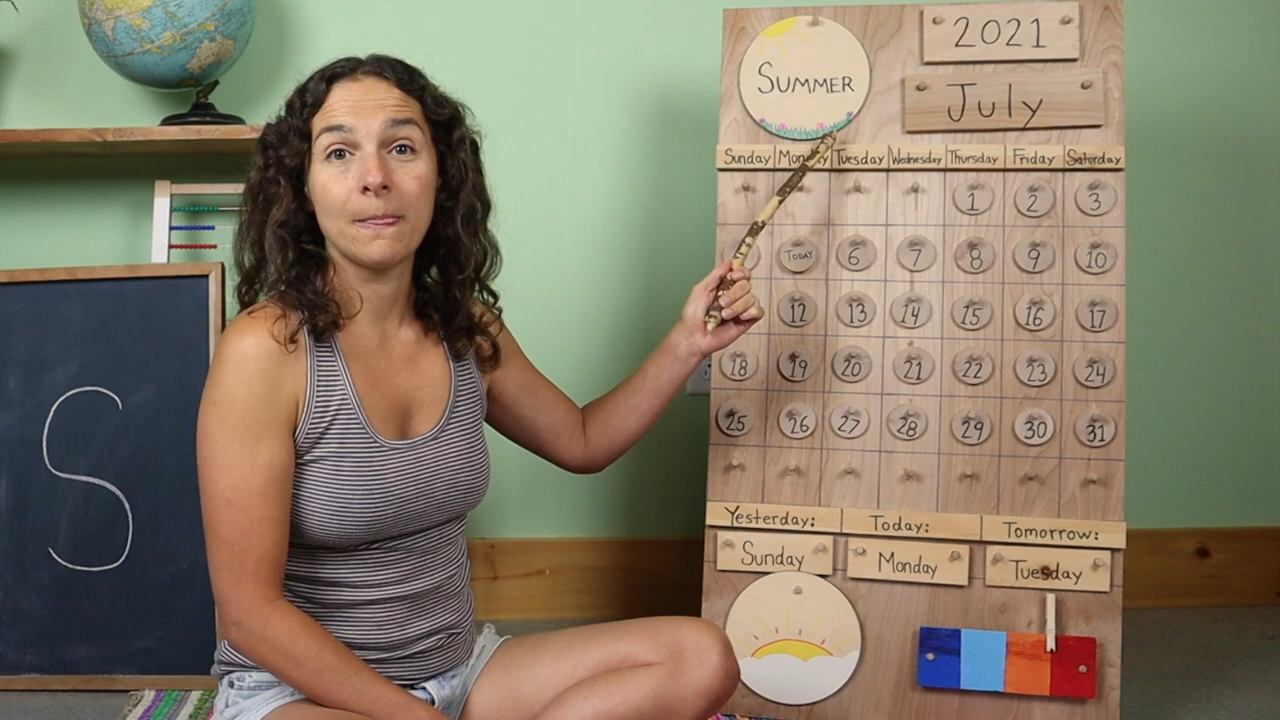 2021
SUMMER
July
Sunday Monday Tuesday Wednesday Thursday Friday Saturday
1 2 3
TODAY 6 7 8 9 10
12 13 14 15 16 17
18 19 20 21 22 23 24
25 26 27 28 29 30 31
S
Yesterday: Today: Tomorrow:
Sunday Monday Tuesday